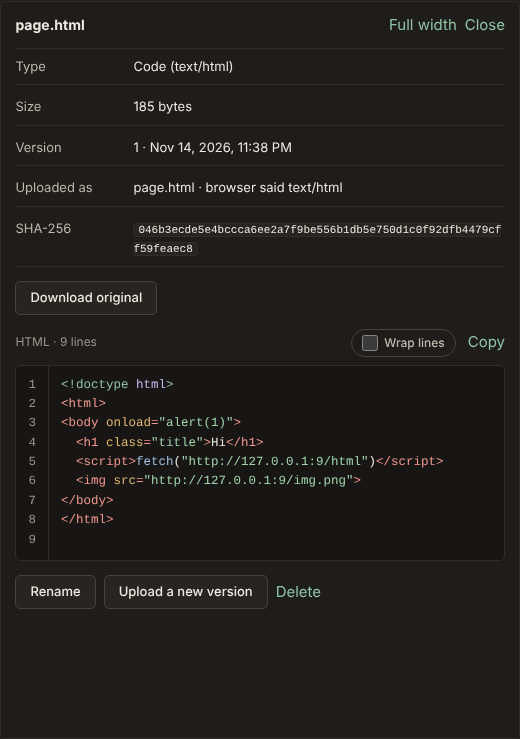 page.html Full width Close
Type Code (text/html)
Size 185 bytes
Version 1 · Nov 14, 2026, 11:38 PM
Uploaded as page.html · browser said text/html
SHA-256 046b3ecde5e4bccca6ee2a7f9be556b1db5e750d1c0f92dfb4479cf
f59feaec8
Download original
HTML · 9 lines Wrap lines Copy
1 <!doctype html>
2 <html>
3 <body onload="alert(1)">
4   <h1 class="title">Hi</h1>
5   <script>fetch("http://127.0.0.1:9/html")</script>
6   <img src="http://127.0.0.1:9/img.png">
7 </body>
8 </html>
9
Rename Upload a new version Delete